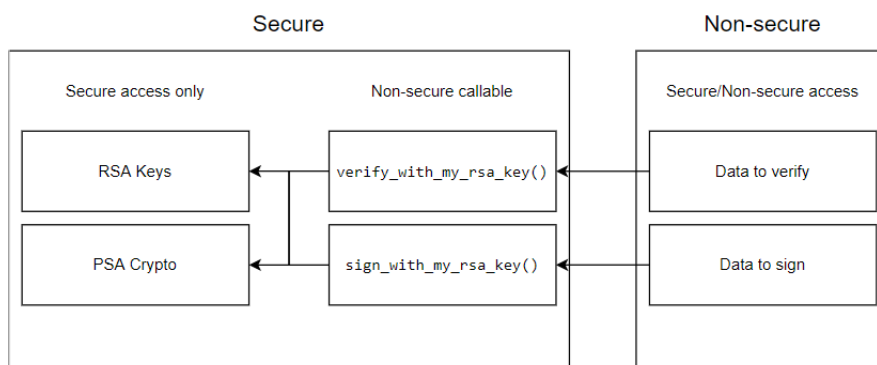 Secure
Non-secure
Secure access only
Non-secure callable
Secure/Non-secure access
RSA Keys
verify_with_my_rsa_key()
Data to verify
PSA Crypto
sign_with_my_rsa_key()
Data to sign